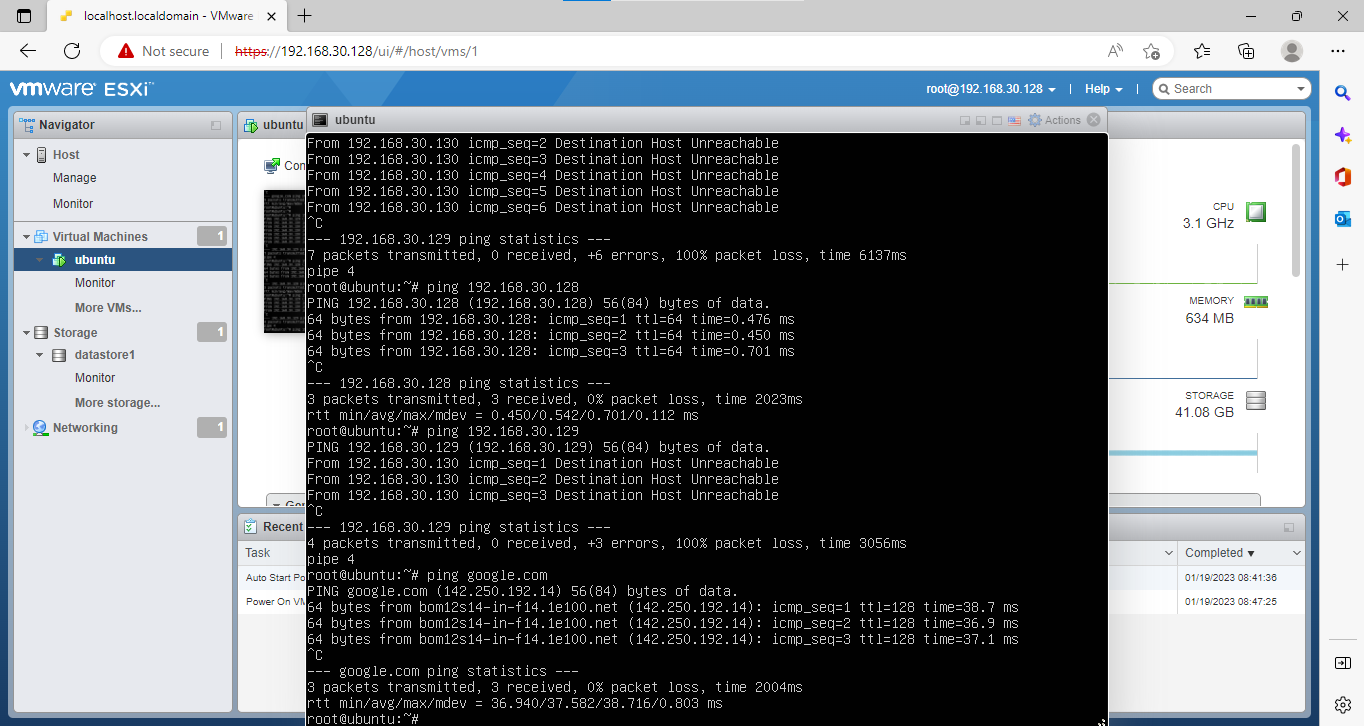 localhost.localdomain - VMware
Not secure
https://192.168.30.128/ui/#/host/vms/1
vmware ESXi™
root@192.168.30.128
Help
Search
Navigator
Host
Manage
Monitor
Virtual Machines
1
ubuntu
Monitor
More VMs...
Storage
1
datastore1
Monitor
More storage...
Networking
1
ubuntu
Con
ubuntu
Actions
From 192.168.30.130 icmp_seq=2 Destination Host Unreachable
From 192.168.30.130 icmp_seq=3 Destination Host Unreachable
From 192.168.30.130 icmp_seq=4 Destination Host Unreachable
From 192.168.30.130 icmp_seq=5 Destination Host Unreachable
From 192.168.30.130 icmp_seq=6 Destination Host Unreachable
^C
--- 192.168.30.129 ping statistics ---
7 packets transmitted, 0 received, +6 errors, 100% packet loss, time 6137ms
pipe 4
root@ubuntu:~# ping 192.168.30.128
PING 192.168.30.128 (192.168.30.128) 56(84) bytes of data.
64 bytes from 192.168.30.128: icmp_seq=1 ttl=64 time=0.476 ms
64 bytes from 192.168.30.128: icmp_seq=2 ttl=64 time=0.450 ms
64 bytes from 192.168.30.128: icmp_seq=3 ttl=64 time=0.701 ms
^C
--- 192.168.30.128 ping statistics ---
3 packets transmitted, 3 received, 0% packet loss, time 2023ms
rtt min/avg/max/mdev = 0.450/0.542/0.701/0.112 ms
root@ubuntu:~# ping 192.168.30.129
PING 192.168.30.129 (192.168.30.129) 56(84) bytes of data.
From 192.168.30.130 icmp_seq=1 Destination Host Unreachable
From 192.168.30.130 icmp_seq=2 Destination Host Unreachable
From 192.168.30.130 icmp_seq=3 Destination Host Unreachable
^C
--- 192.168.30.129 ping statistics ---
4 packets transmitted, 0 received, +3 errors, 100% packet loss, time 3056ms
pipe 4
root@ubuntu:~# ping google.com
PING google.com (142.250.192.14) 56(84) bytes of data.
64 bytes from bom12s14-in-f14.1e100.net (142.250.192.14): icmp_seq=1 ttl=128 time=38.7 ms
64 bytes from bom12s14-in-f14.1e100.net (142.250.192.14): icmp_seq=2 ttl=128 time=36.9 ms
64 bytes from bom12s14-in-f14.1e100.net (142.250.192.14): icmp_seq=3 ttl=128 time=37.1 ms
^C
--- google.com ping statistics ---
3 packets transmitted, 3 received, 0% packet loss, time 2004ms
rtt min/avg/max/mdev = 36.940/37.582/38.716/0.803 ms
root@ubuntu:~#
CPU
3.1 GHz
MEMORY
634 MB
STORAGE
41.08 GB
Recent
Task
Completed
Auto Start Po
01/19/2023 08:41:36
Power On VM
01/19/2023 08:47:25